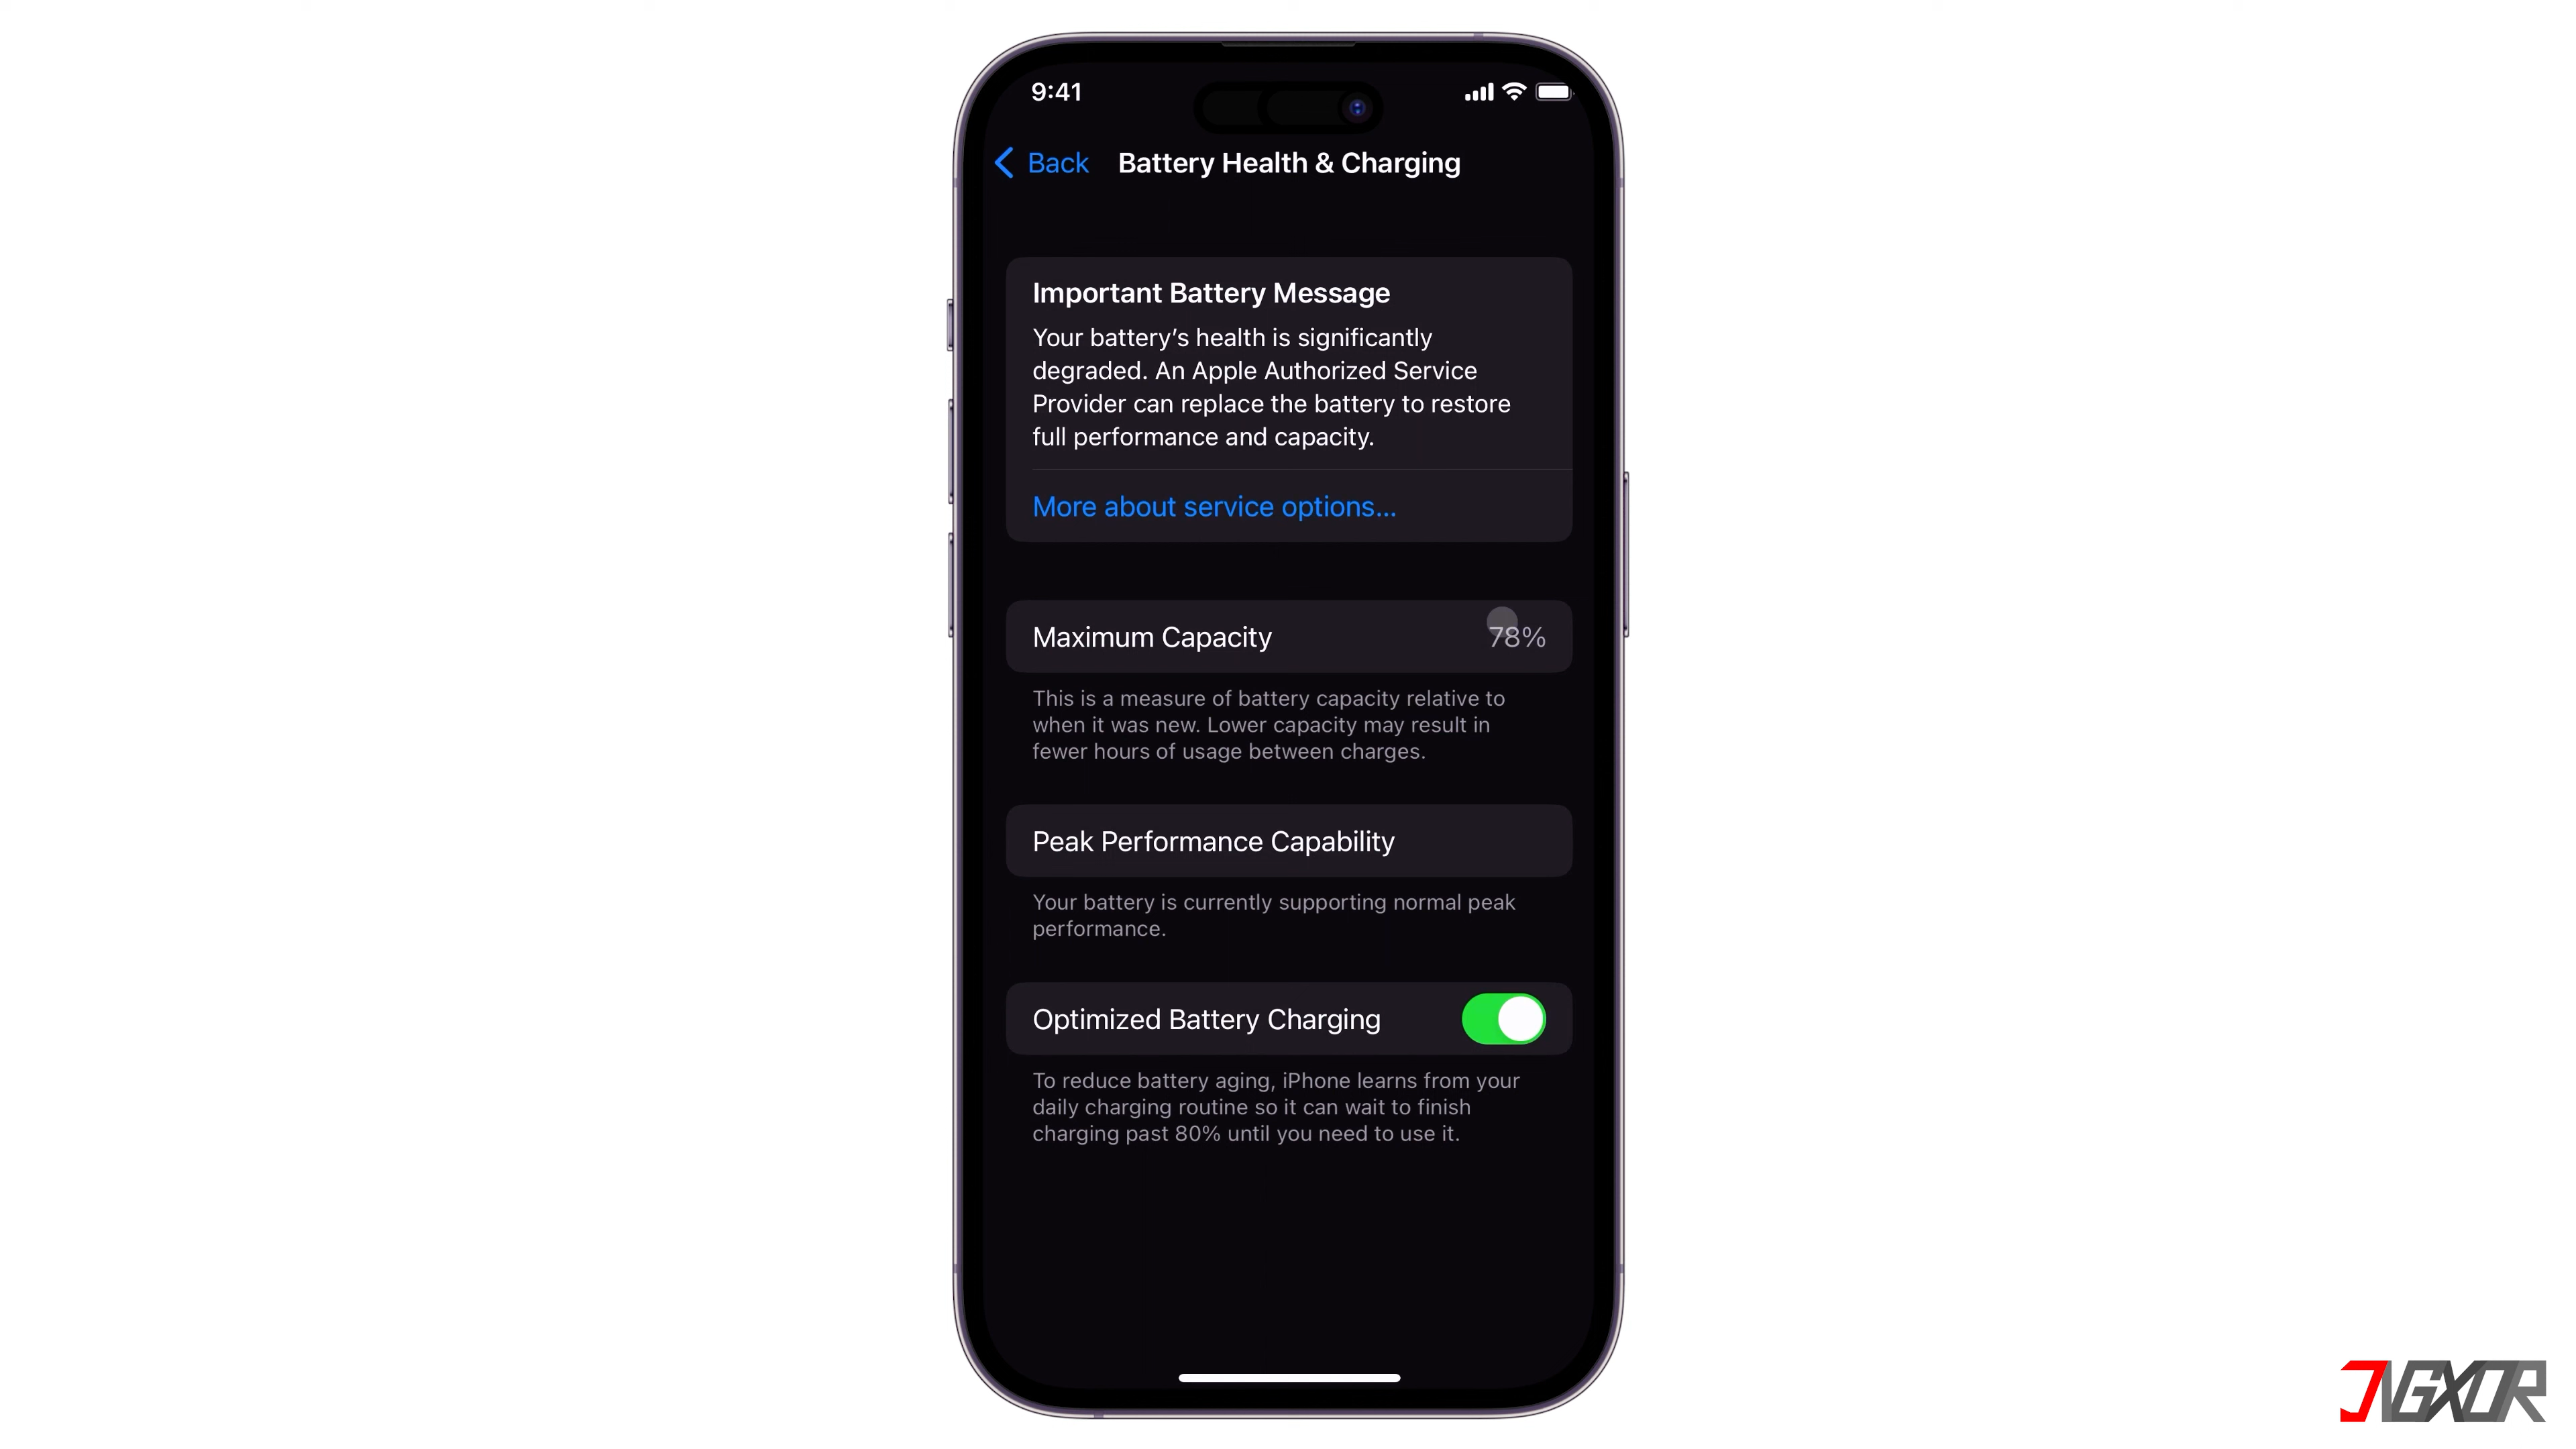 9:41
Back
Battery Health & Charging
Important Battery Message
Your battery’s health is significantly
degraded. An Apple Authorized Service
Provider can replace the battery to restore
full performance and capacity.
More about service options...
Maximum Capacity 78%
This is a measure of battery capacity relative to
when it was new. Lower capacity may result in
fewer hours of usage between charges.
Peak Performance Capability
Your battery is currently supporting normal peak
performance.
Optimized Battery Charging
To reduce battery aging, iPhone learns from your
daily charging routine so it can wait to finish
charging past 80% until you need to use it.